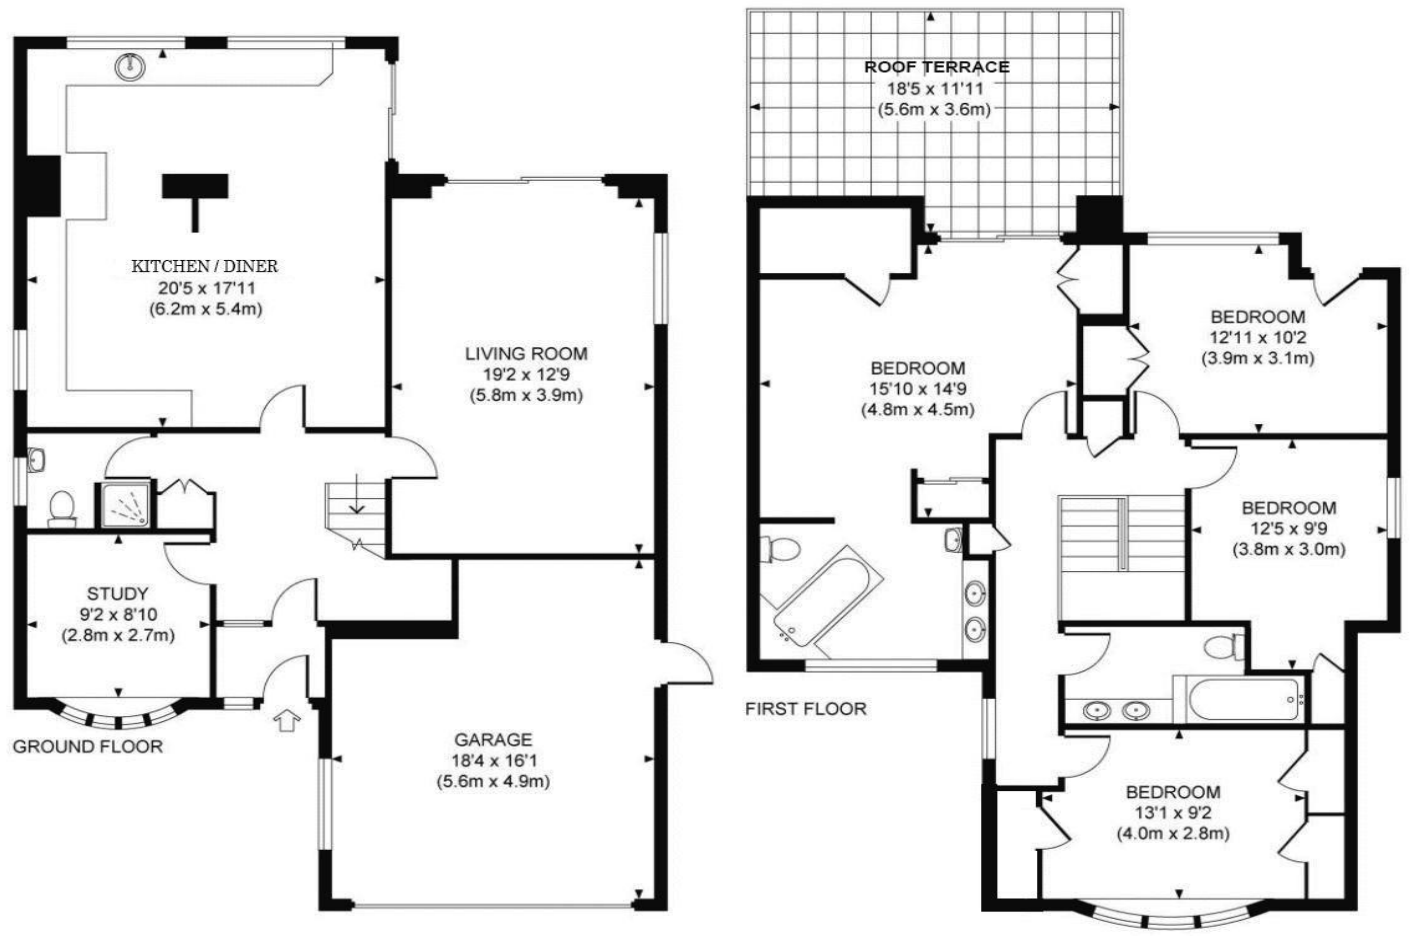 KITCHEN / DINER
20'5 x 17'11
(6.2m x 5.4m)
LIVING ROOM
19'2 x 12'9
(5.8m x 3.9m)
STUDY
9'2 x 8'10
(2.8m x 2.7m)
GARAGE
18'4 x 16'1
(5.6m x 4.9m)
GROUND FLOOR
ROOF TERRACE
18'5 x 11'11
(5.6m x 3.6m)
BEDROOM
15'10 x 14'9
(4.8m x 4.5m)
BEDROOM
12'11 x 10'2
(3.9m x 3.1m)
BEDROOM
12'5 x 9'9
(3.8m x 3.0m)
BEDROOM
13'1 x 9'2
(4.0m x 2.8m)
FIRST FLOOR